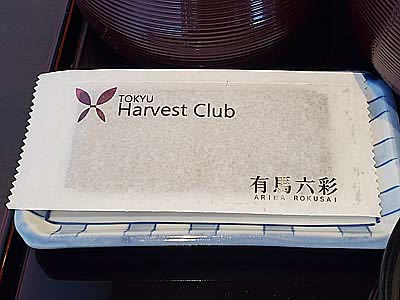 TOKYU
Harvest Club
有馬六彩
ARIMA ROKUSAI